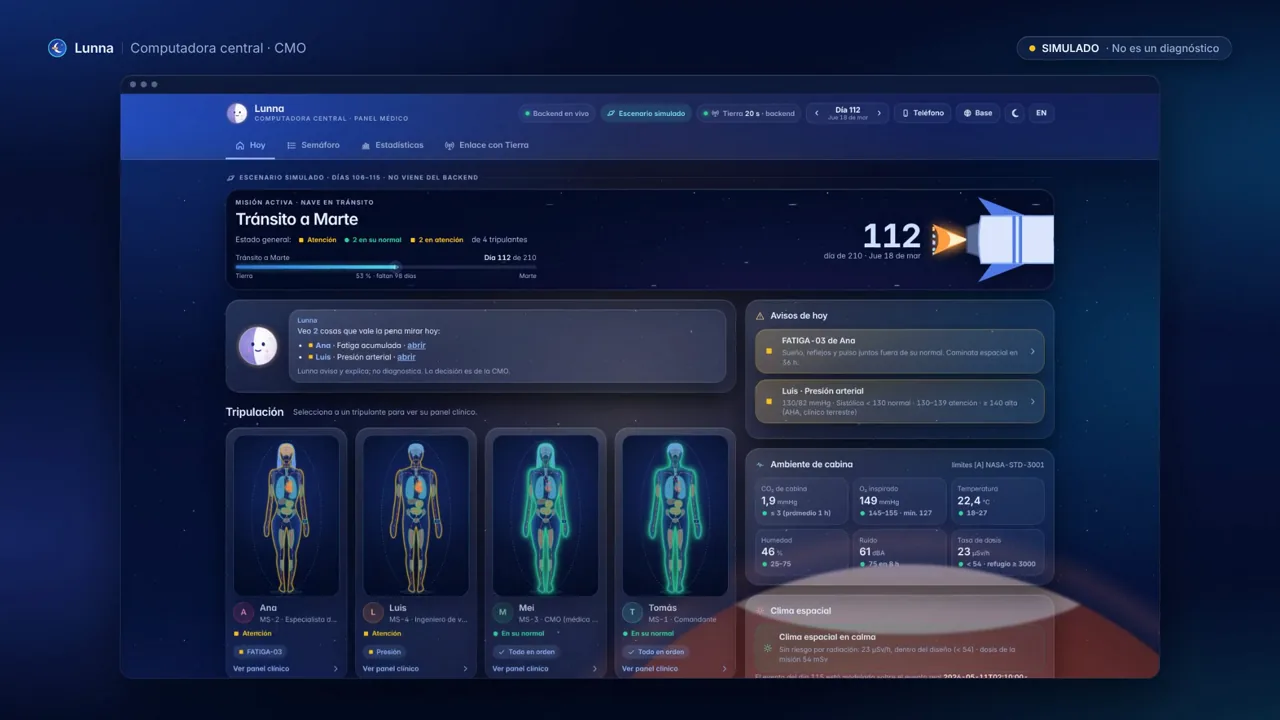 Lunna
Computadora central · CMO
SIMULADO · No es un diagnóstico
Lunna
COMPUTADORA CENTRAL · PANEL MÉDICO
Backend en vivo
Escenario simulado
Tierra 20 s · backend
Día 112
Jue 18 de mar
Teléfono
Base
EN
Hoy
Semáforo
Estadísticas
Enlace con Tierra
ESCENARIO SIMULADO · DÍAS 106–115 · NO VIENE DEL BACKEND
MISIÓN ACTIVA · NAVE EN TRÁNSITO
Tránsito a Marte
Estado general: Atención 2 en su normal 2 en atención de 4 tripulantes
Tránsito a Marte
Día 112 de 210
Tierra
53 % · faltan 98 días
Marte
112
día de 210 · Jue 18 de mar
Lunna
Veo 2 cosas que vale la pena mirar hoy:
Ana · Fatiga acumulada · abrir
Luis · Presión arterial · abrir
Lunna avisa y explica; no diagnostica. La decisión es de la CMO.
Avisos de hoy
FATIGA-03 de Ana
Sueño, reflejos y pulso juntos fuera de su normal. Caminata espacial en
36 h.
Luis · Presión arterial
130/82 mmHg · Sistólica < 130 normal · 130–139 atención · ≥ 140 alta
(AHA, clínico terrestre)
Tripulación
Selecciona a un tripulante para ver su panel clínico.
A
Ana
MS-2 · Especialista d…
Atención
FATIGA-03
Ver panel clínico
L
Luis
MS-4 · Ingeniero de v…
Atención
Presión
Ver panel clínico
M
Mei
MS-3 · CMO (médica …
En su normal
Todo en orden
Ver panel clínico
T
Tomás
MS-1 · Comandante
En su normal
Todo en orden
Ver panel clínico
Ambiente de cabina
límites [A] NASA-STD-3001
CO₂ de cabina
1,9 mmHg
≤ 3 (promedio 1 h)
O₂ inspirado
149 mmHg
145–155 · mín. 127
Temperatura
22,4 °C
18–27
Humedad
46 %
25–75
Ruido
61 dBA
75 en 8 h
Tasa de dosis
23 µSv/h
< 54 · refugio ≥ 3000
Clima espacial
Clima espacial en calma
Sin riesgo por radiación: 23 µSv/h, dentro del diseño (< 54) · dosis de la
misión 54 mSv
El evento del día 115 está modelado sobre el evento real